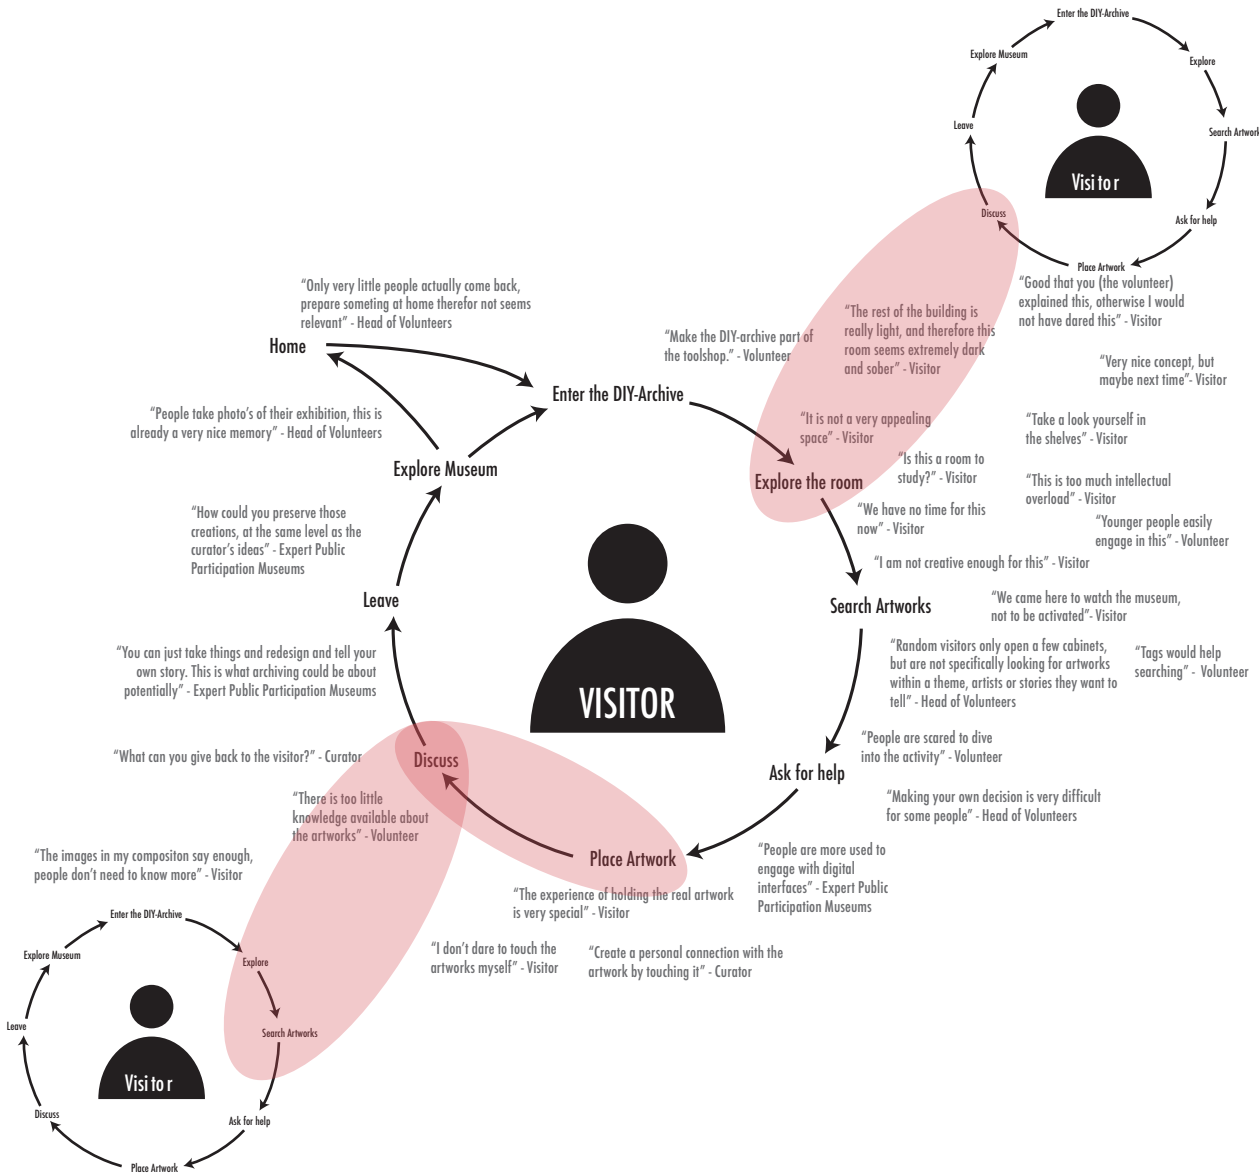 Enter the DIY-Archive
Explore Museum
Explore
Leave
Search Artwork
Visitor
Discuss
Ask for help
Place Artwork
“Good that you (the volunteer)
explained this, otherwise I would
not have dared this” - Visitor
“Only very little people actually come back,
prepare someting at home therefor not seems
relevant” - Head of Volunteers
Home
“Make the DIY-archive part of
the toolshop.” - Volunteer
“The rest of the building is
really light, and therefore this
room seems extremely dark
and sober” - Visitor
“Very nice concept, but
maybe next time”- Visitor
Enter the DIY-Archive
“People take photo’s of their exhibition, this is
already a very nice memory” - Head of Volunteers
“It is not a very appealing
space” - Visitor
“Take a look yourself in
the shelves” - Visitor
Explore Museum
Explore the room
“Is this a room to
study?” - Visitor
“This is too much intellectual
overload” - Visitor
“How could you preserve those
creations, at the same level as the
curator’s ideas” - Expert Public
Participation Museums
“We have no time for this
now” - Visitor
“Younger people easily
engage in this” - Volunteer
“I am not creative enough for this” - Visitor
Leave
Search Artworks
“We came here to watch the museum,
not to be activated”- Visitor
“You can just take things and redesign and tell your
own story. This is what archiving could be about
potentially” - Expert Public Participation Museums
VISITOR
“Random visitors only open a few cabinets,
but are not specifically looking for artworks
within a theme, artists or stories they want to
tell” - Head of Volunteers
“Tags would help
searching” - Volunteer
“What can you give back to the visitor?” - Curator
Discuss
“People are scared to dive
into the activity” - Volunteer
Ask for help
“There is too little
knowledge available about
the artworks” - Volunteer
“Making your own decision is very difficult
for some people” - Head of Volunteers
“The images in my compositon say enough,
people don’t need to know more” - Visitor
Place Artwork
“People are more used to
engage with digital
interfaces” - Expert Public
Participation Museums
“The experience of holding the real artwork
is very special” - Visitor
“I don’t dare to touch the
artworks myself” - Visitor
“Create a personal connection with the
artwork by touching it” - Curator
Enter the DIY-Archive
Explore Museum
Explore
Leave
Search Artworks
Visitor
Discuss
Ask for help
Place Artwork